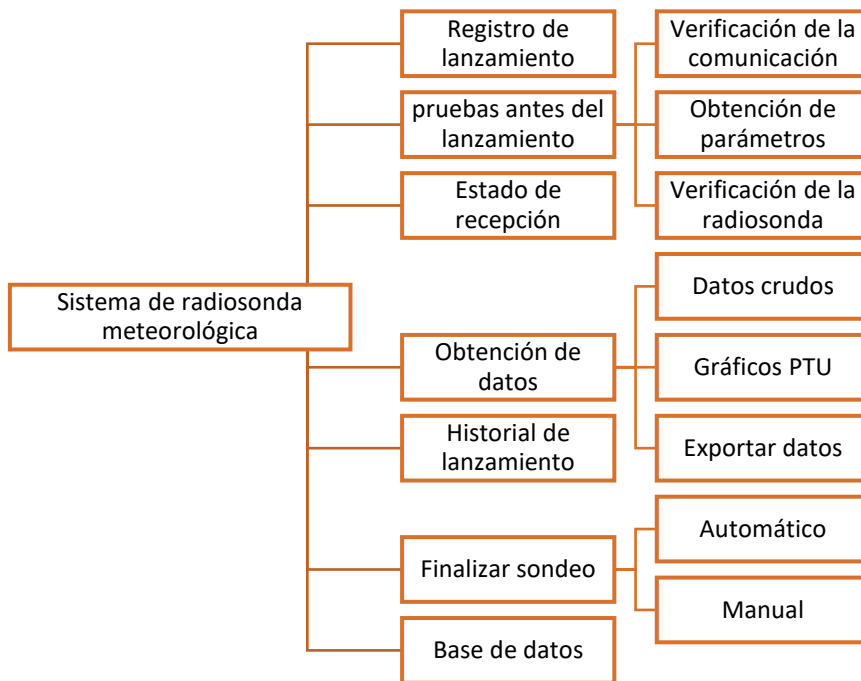 Sistema de radiosonda
meteorológica
Registro de
lanzamiento
pruebas antes del
lanzamiento
Verificación de la
comunicación
Obtención de
parámetros
Verificación de la
radiosonda
Estado de
recepción
Obtención de
datos
Datos crudos
Gráficos PTU
Exportar datos
Historial de
lanzamiento
Finalizar sondeo
Automático
Manual
Base de datos